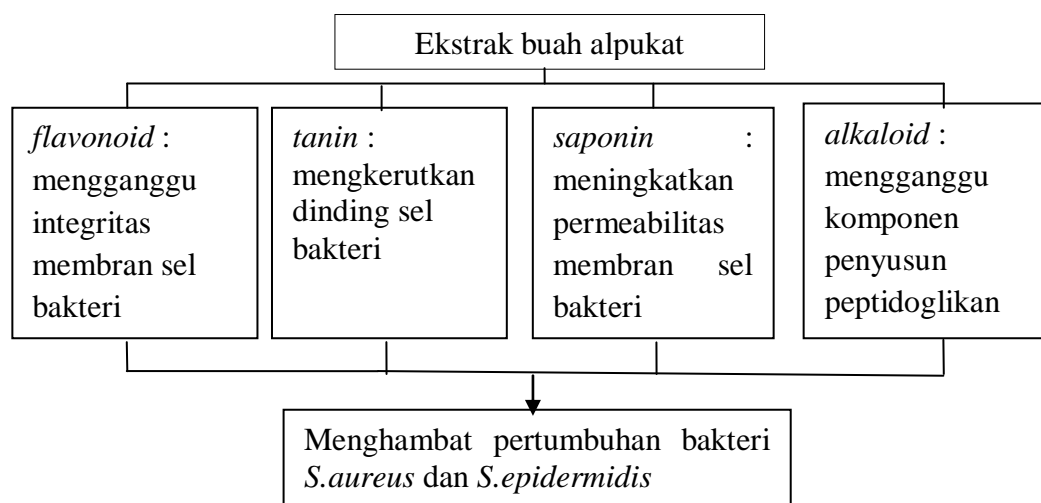 Ekstrak buah alpukat
flavonoid :
mengganggu
integritas
membran sel
bakteri
tanin :
mengkerutkan
dinding sel
bakteri
saponin :
meningkatkan
permeabilitas
membran sel
bakteri
alkaloid :
mengganggu
komponen
penyusun
peptidoglikan
Menghambat pertumbuhan bakteri
S.aureus dan S.epidermidis